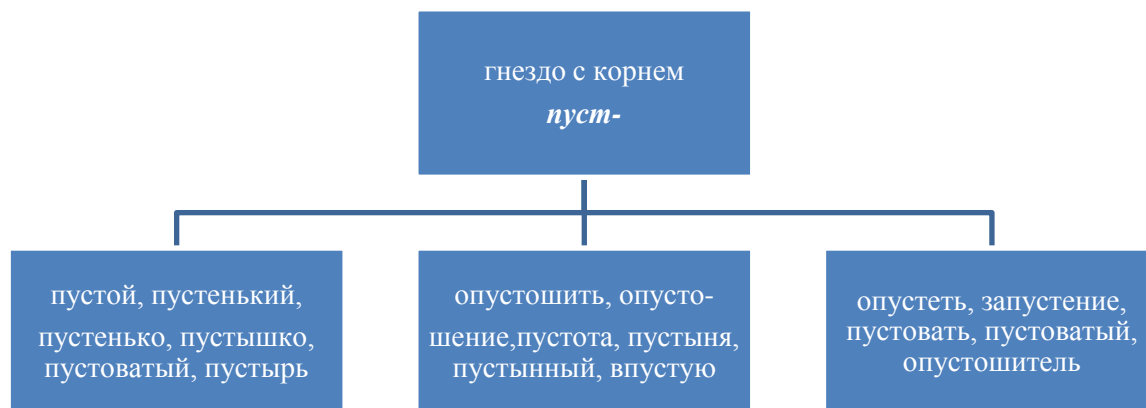 гнездо с корнем
пуст-
пустой, пустенький,
пустенько, пустышко,
пустоватый, пустырь
опустошить, опусто-
шение,пустота, пустыня,
пустынный, впустую
опустеть, запустение,
пустовать, пустоватый,
опустошитель